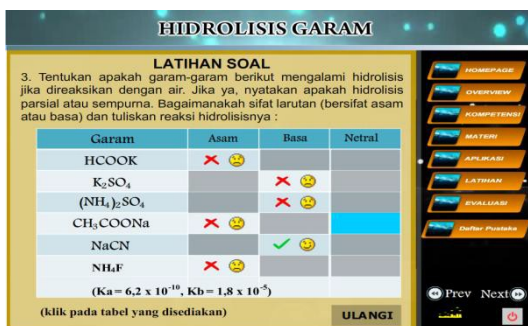 HIDROLISIS GARAM
LATIHAN SOAL
3. Tentukan apakah garam-garam berikut mengalami hidrolisis
jika direaksikan dengan air. Jika ya, nyatakan apakah hidrolisis
parsial atau sempurna. Bagaimanakah sifat larutan (bersifat asam
atau basa) dan tuliskan reaksi hidrolisisnya :
Garam Asam Basa Netral
HCOOK
K₂SO₄
(NH₄)₂SO₄
CH₃COONa
NaCN
NH₄F
(Ka = 6,2 x 10⁻¹⁰, Kb = 1,8 x 10⁻⁵)
(klik pada tabel yang disediakan)
ULANGI
HOMEPAGE
OVERVIEW
KOMPETENSI
MATERI
APLIKASI
LATIHAN
EVALUASI
Daftar Pustaka
Prev Next